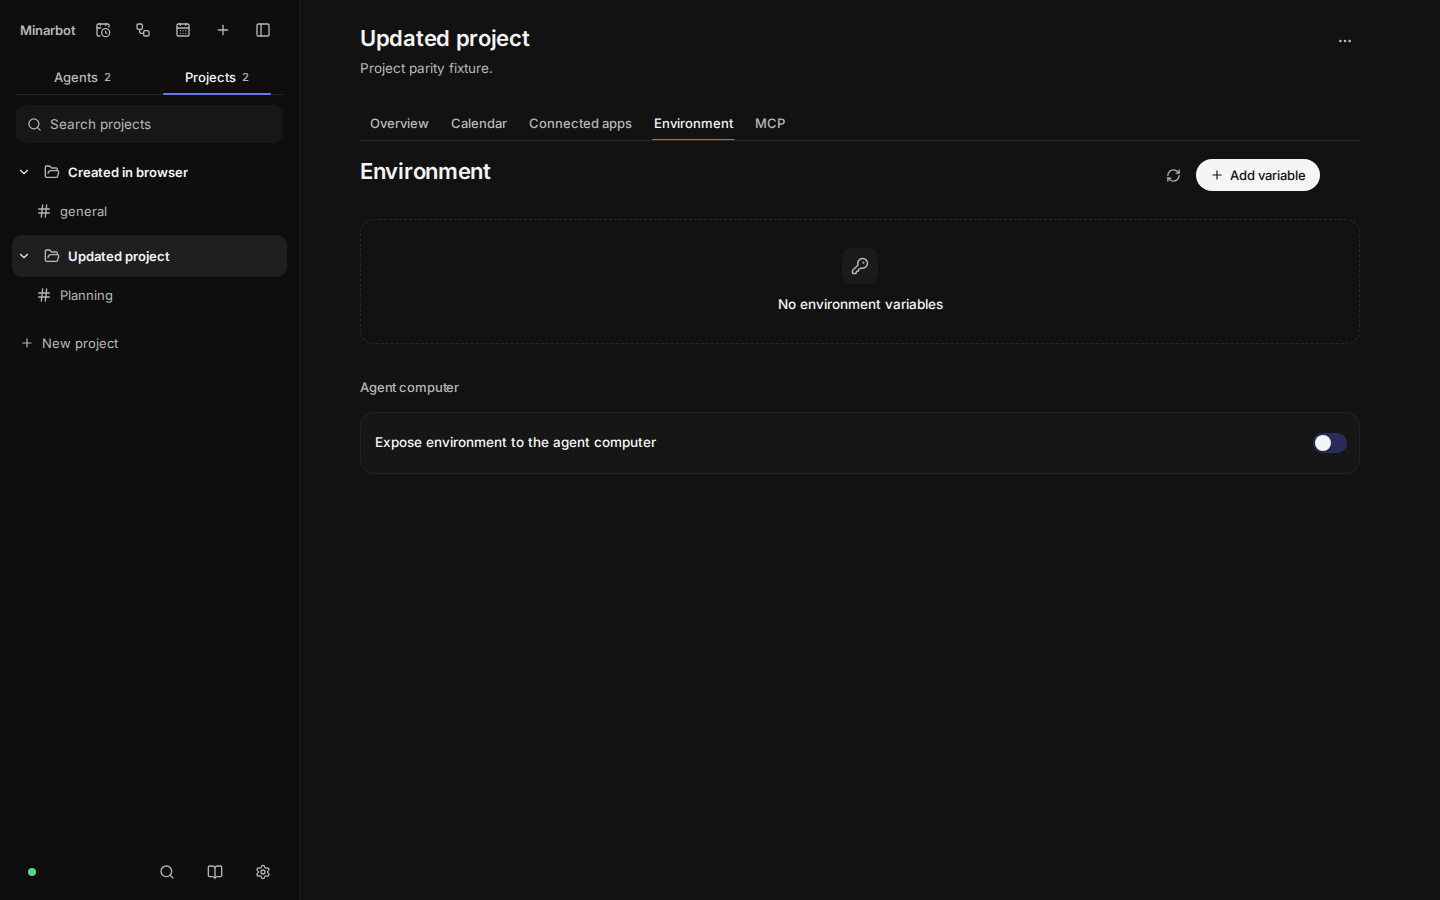 Minarbot
Agents 2
Projects 2
Search projects
Created in browser
general
Updated project
Planning
New project
Updated project
Project parity fixture.
Overview
Calendar
Connected apps
Environment
MCP
Environment
Add variable
No environment variables
Agent computer
Expose environment to the agent computer